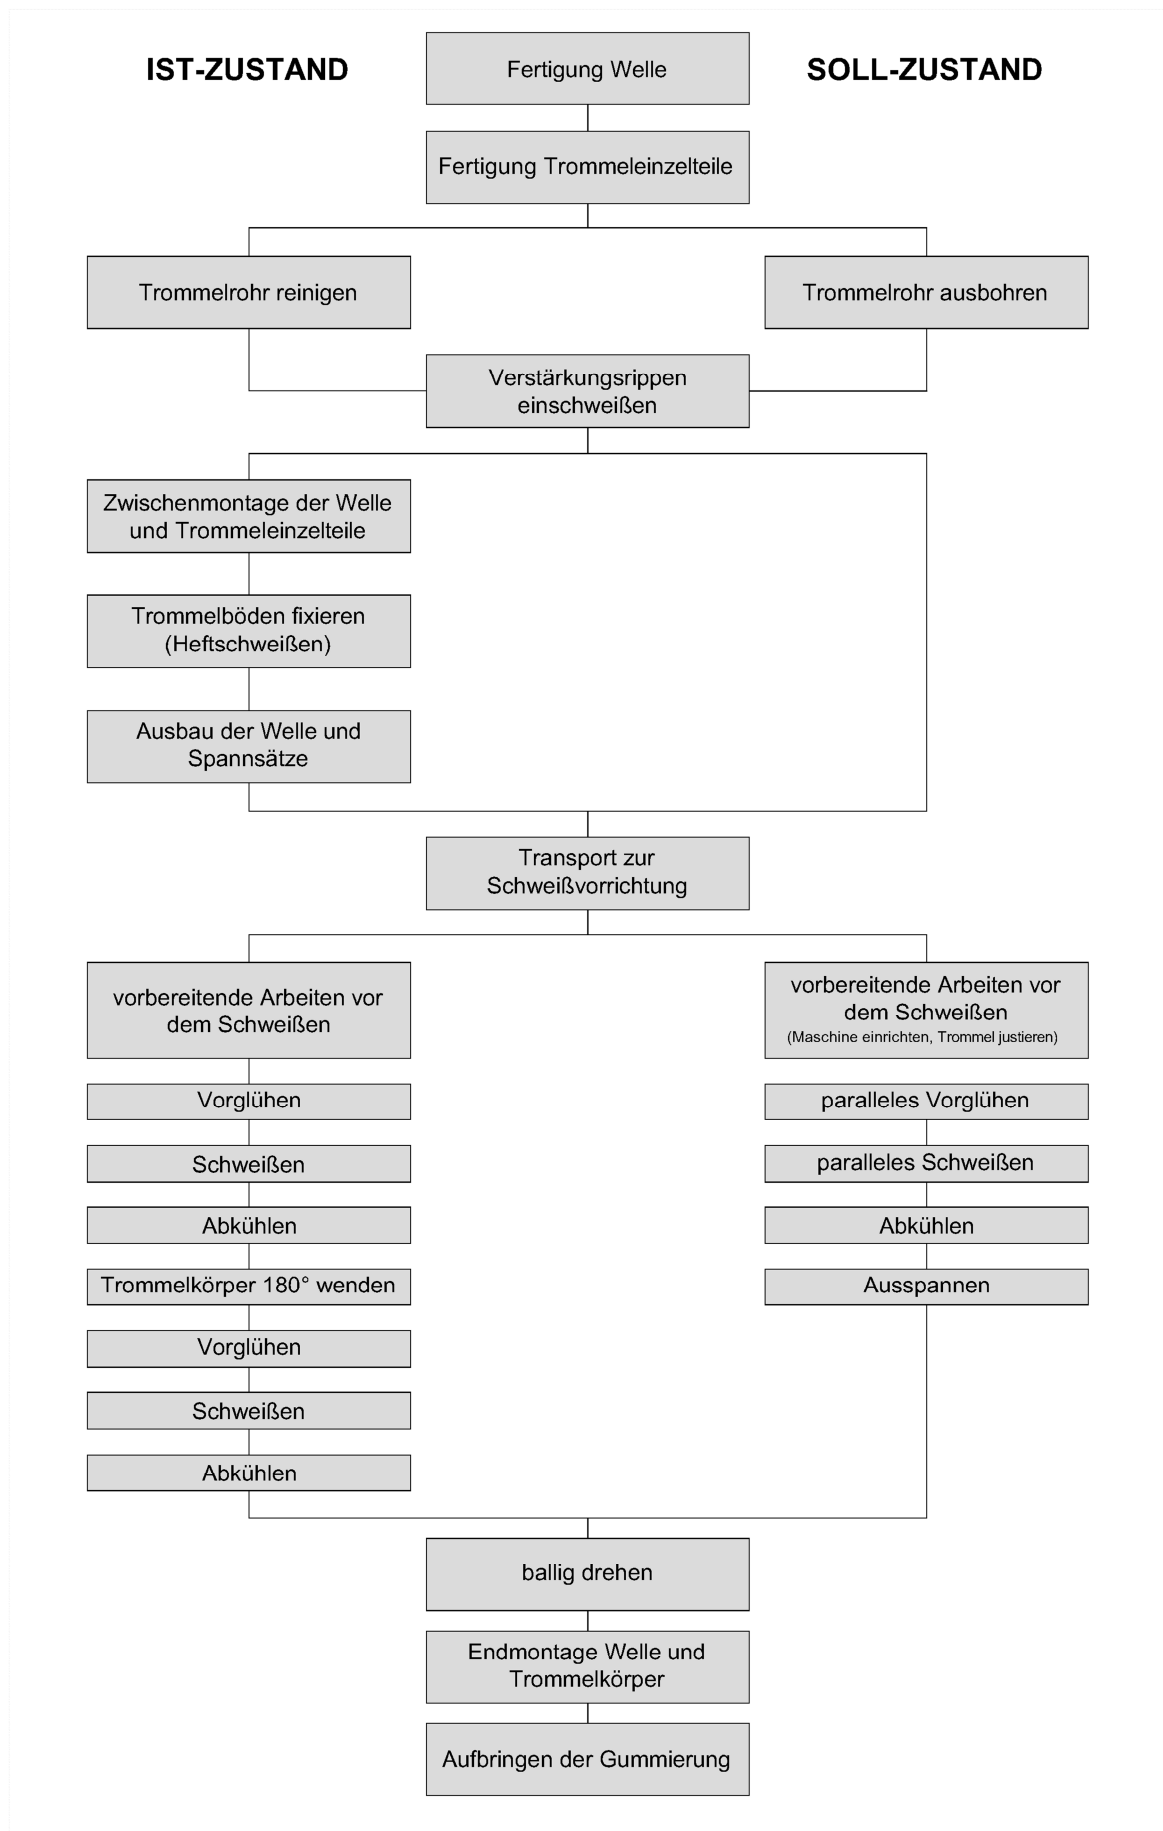 IST-ZUSTAND
Fertigung Welle
SOLL-ZUSTAND
Fertigung Trommeleinzelteile
Trommelrohr reinigen
Trommelrohr ausbohren
Verstärkungsrippen
einschweißen
Zwischenmontage der Welle
und Trommeleinzelteile
Trommelböden fixieren
(Heftschweißen)
Ausbau der Welle und
Spannsätze
Transport zur
Schweißvorrichtung
vorbereitende Arbeiten vor
dem Schweißen
Vorglühen
Schweißen
Abkühlen
Trommelkörper 180° wenden
Vorglühen
Schweißen
Abkühlen
vorbereitende Arbeiten vor
dem Schweißen
(Maschine einrichten, Trommel justieren)
paralleles Vorglühen
paralleles Schweißen
Abkühlen
Ausspannen
ballig drehen
Endmontage Welle und
Trommelkörper
Aufbringen der Gummierung